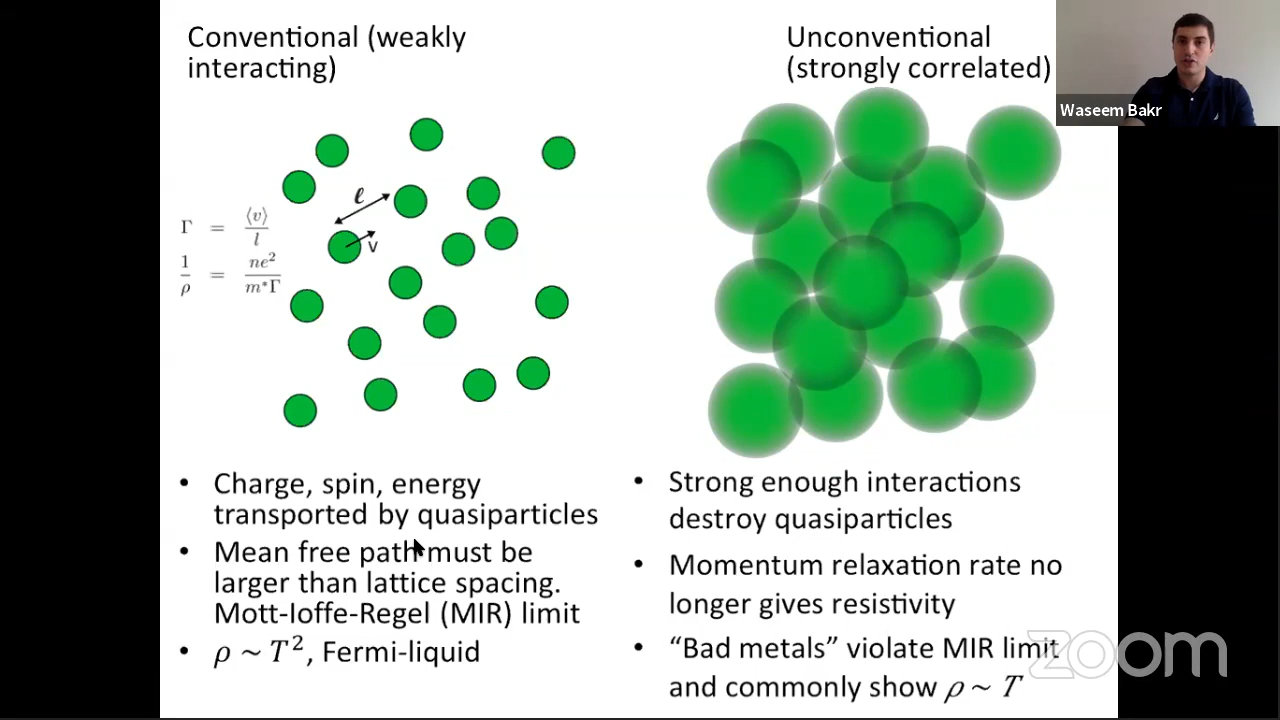 Conventional (weakly
interacting)
Unconventional
(strongly correlated)
Waseem Bakr
ℓ
v
Γ = ⟨v⟩/l
1/ρ = ne²/m*Γ
• Charge, spin, energy
transported by quasiparticles
• Mean free path must be
larger than lattice spacing.
Mott-Ioffe-Regel (MIR) limit
• ρ ~ T², Fermi-liquid
• Strong enough interactions
destroy quasiparticles
• Momentum relaxation rate no
longer gives resistivity
• “Bad metals” violate MIR limit
and commonly show ρ ~ T
zoom